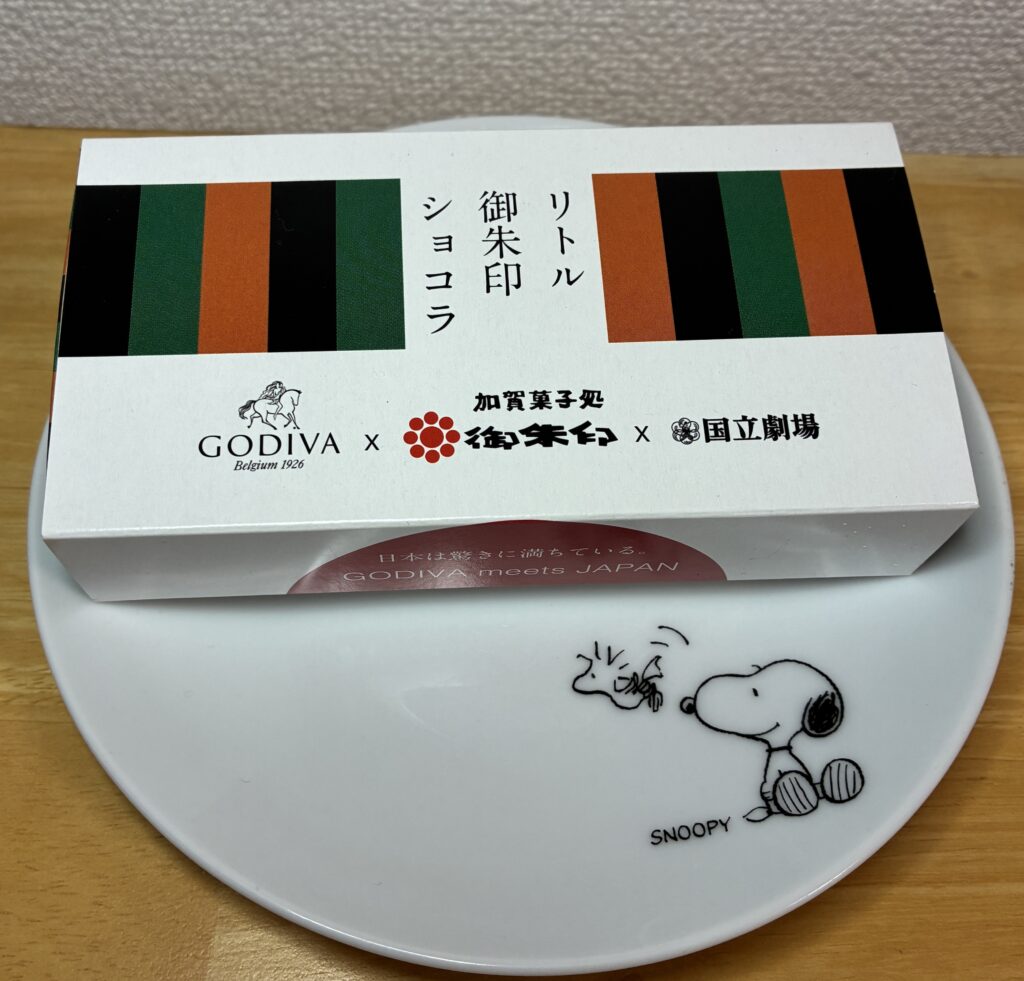 リトル
御朱印
ショコラ
GODIVA
Belgium 1926
x
加賀菓子処
御朱印
x
国立劇場
日本は驚きに満ちている。
GODIVA meets JAPAN
SNOOPY